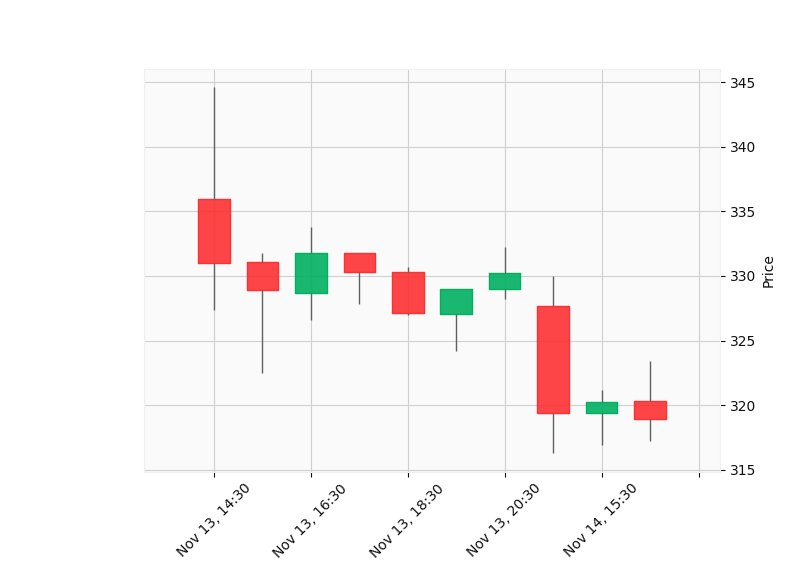 345
340
335
330
325
320
315
Price
Nov 13, 14:30
Nov 13, 16:30
Nov 13, 18:30
Nov 13, 20:30
Nov 14, 15:30